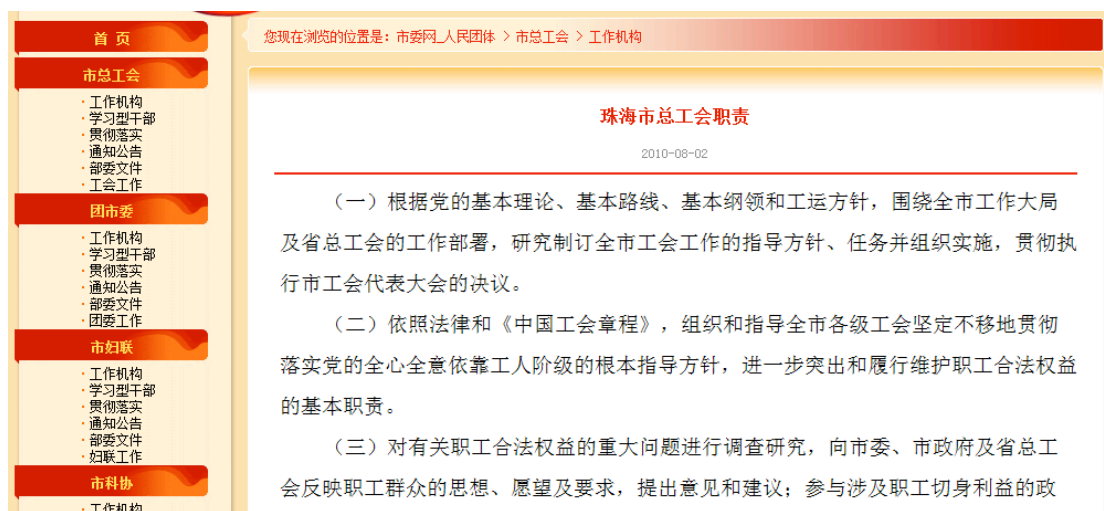 首 页
市总工会
·工作机构
·学习型干部
·贯彻落实
·通知公告
·部委文件
·工会工作
团市委
·工作机构
·学习型干部
·贯彻落实
·通知公告
·部委文件
·团委工作
市妇联
·工作机构
·学习型干部
·贯彻落实
·通知公告
·部委文件
·妇联工作
市科协
·工作机构
您现在浏览的位置是：市委网_人民团体 > 市总工会 > 工作机构
珠海市总工会职责
2010-08-02
（一）根据党的基本理论、基本路线、基本纲领和工运方针，围绕全市工作大局
及省总工会的工作部署，研究制订全市工会工作的指导方针、任务并组织实施，贯彻执
行市工会代表大会的决议。
（二）依照法律和《中国工会章程》，组织和指导全市各级工会坚定不移地贯彻
落实党的全心全意依靠工人阶级的根本指导方针，进一步突出和履行维护职工合法权益
的基本职责。
（三）对有关职工合法权益的重大问题进行调查研究，向市委、市政府及省总工
会反映职工群众的思想、愿望及要求，提出意见和建议；参与涉及职工切身利益的政